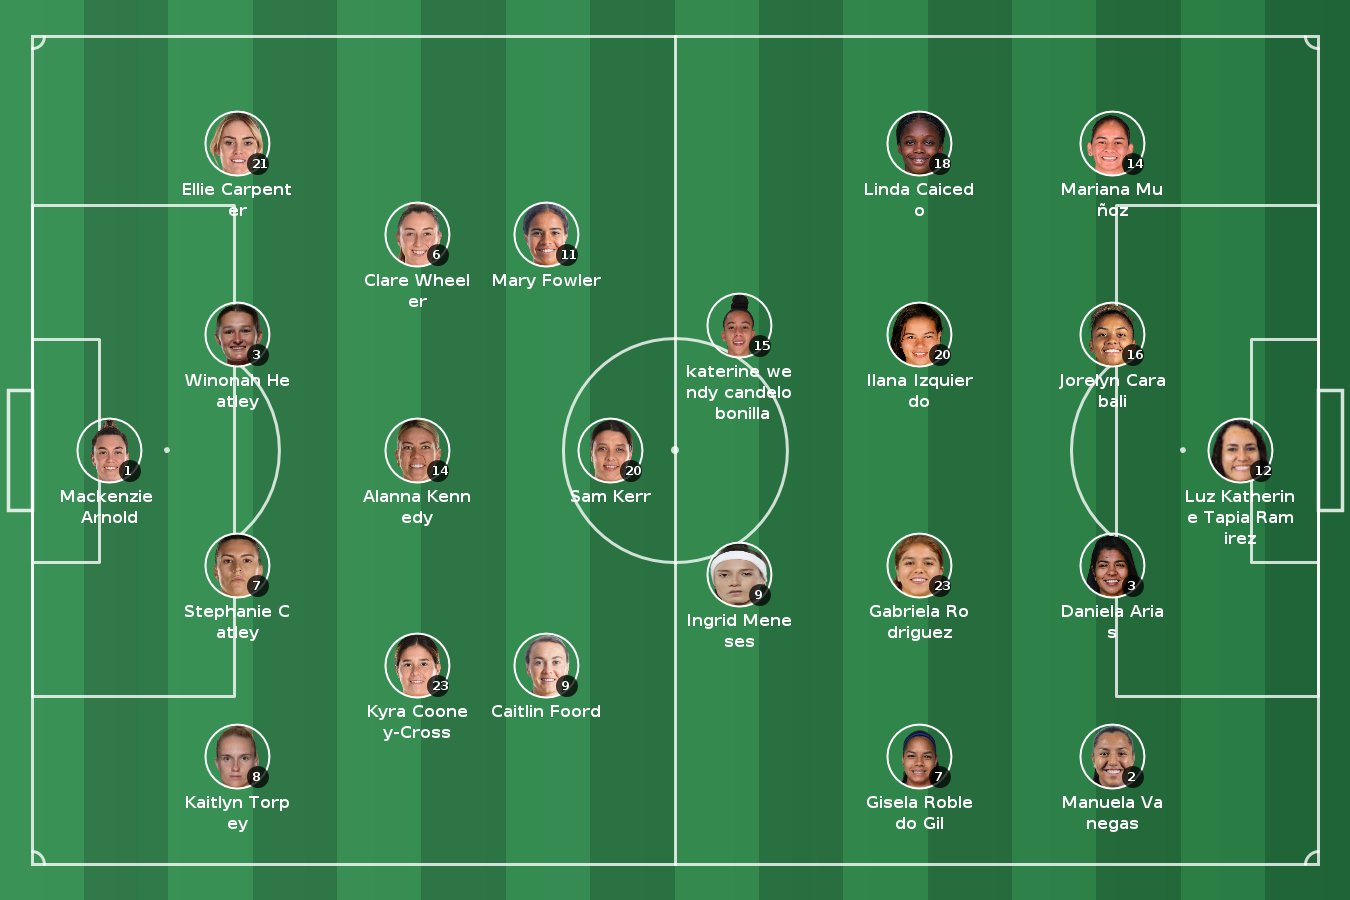 21
Ellie Carpent
er
6
Clare Wheel
er
11
Mary Fowler
3
Winonah He
atley
1
Mackenzie
Arnold
14
Alanna Kenn
edy
20
Sam Kerr
7
Stephanie C
atley
23
Kyra Coone
y-Cross
9
Caitlin Foord
8
Kaitlyn Torp
ey
15
katerine we
ndy candelo
bonilla
9
Ingrid Mene
ses
18
Linda Caiced
o
20
Ilana Izquier
do
23
Gabriela Ro
driguez
7
Gisela Roble
do Gil
14
Mariana Mu
ñoz
16
Jorelyn Cara
bali
3
Daniela Aria
s
2
Manuela Va
negas
12
Luz Katherin
e Tapia Ram
irez